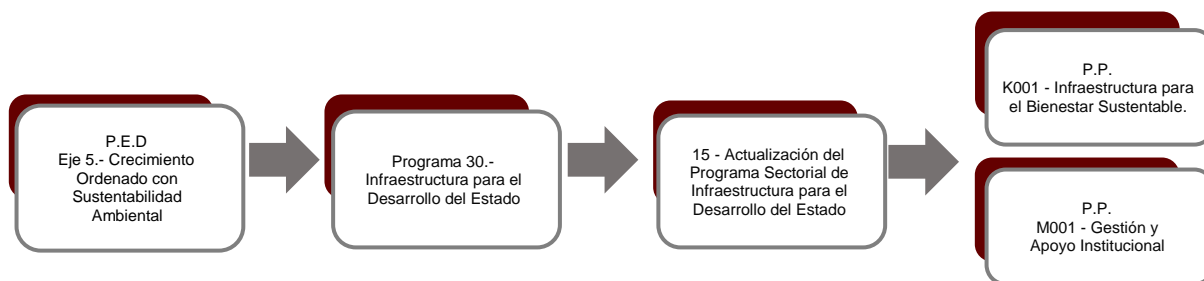 P.E.D
Eje 5.- Crecimiento
Ordenado con
Sustentabilidad
Ambiental
Programa 30.-
Infraestructura para el
Desarrollo del Estado
15 - Actualización del
Programa Sectorial de
Infraestructura para el
Desarrollo del Estado
P.P.
K001 - Infraestructura para
el Bienestar Sustentable.
P.P.
M001 - Gestión y
Apoyo Institucional